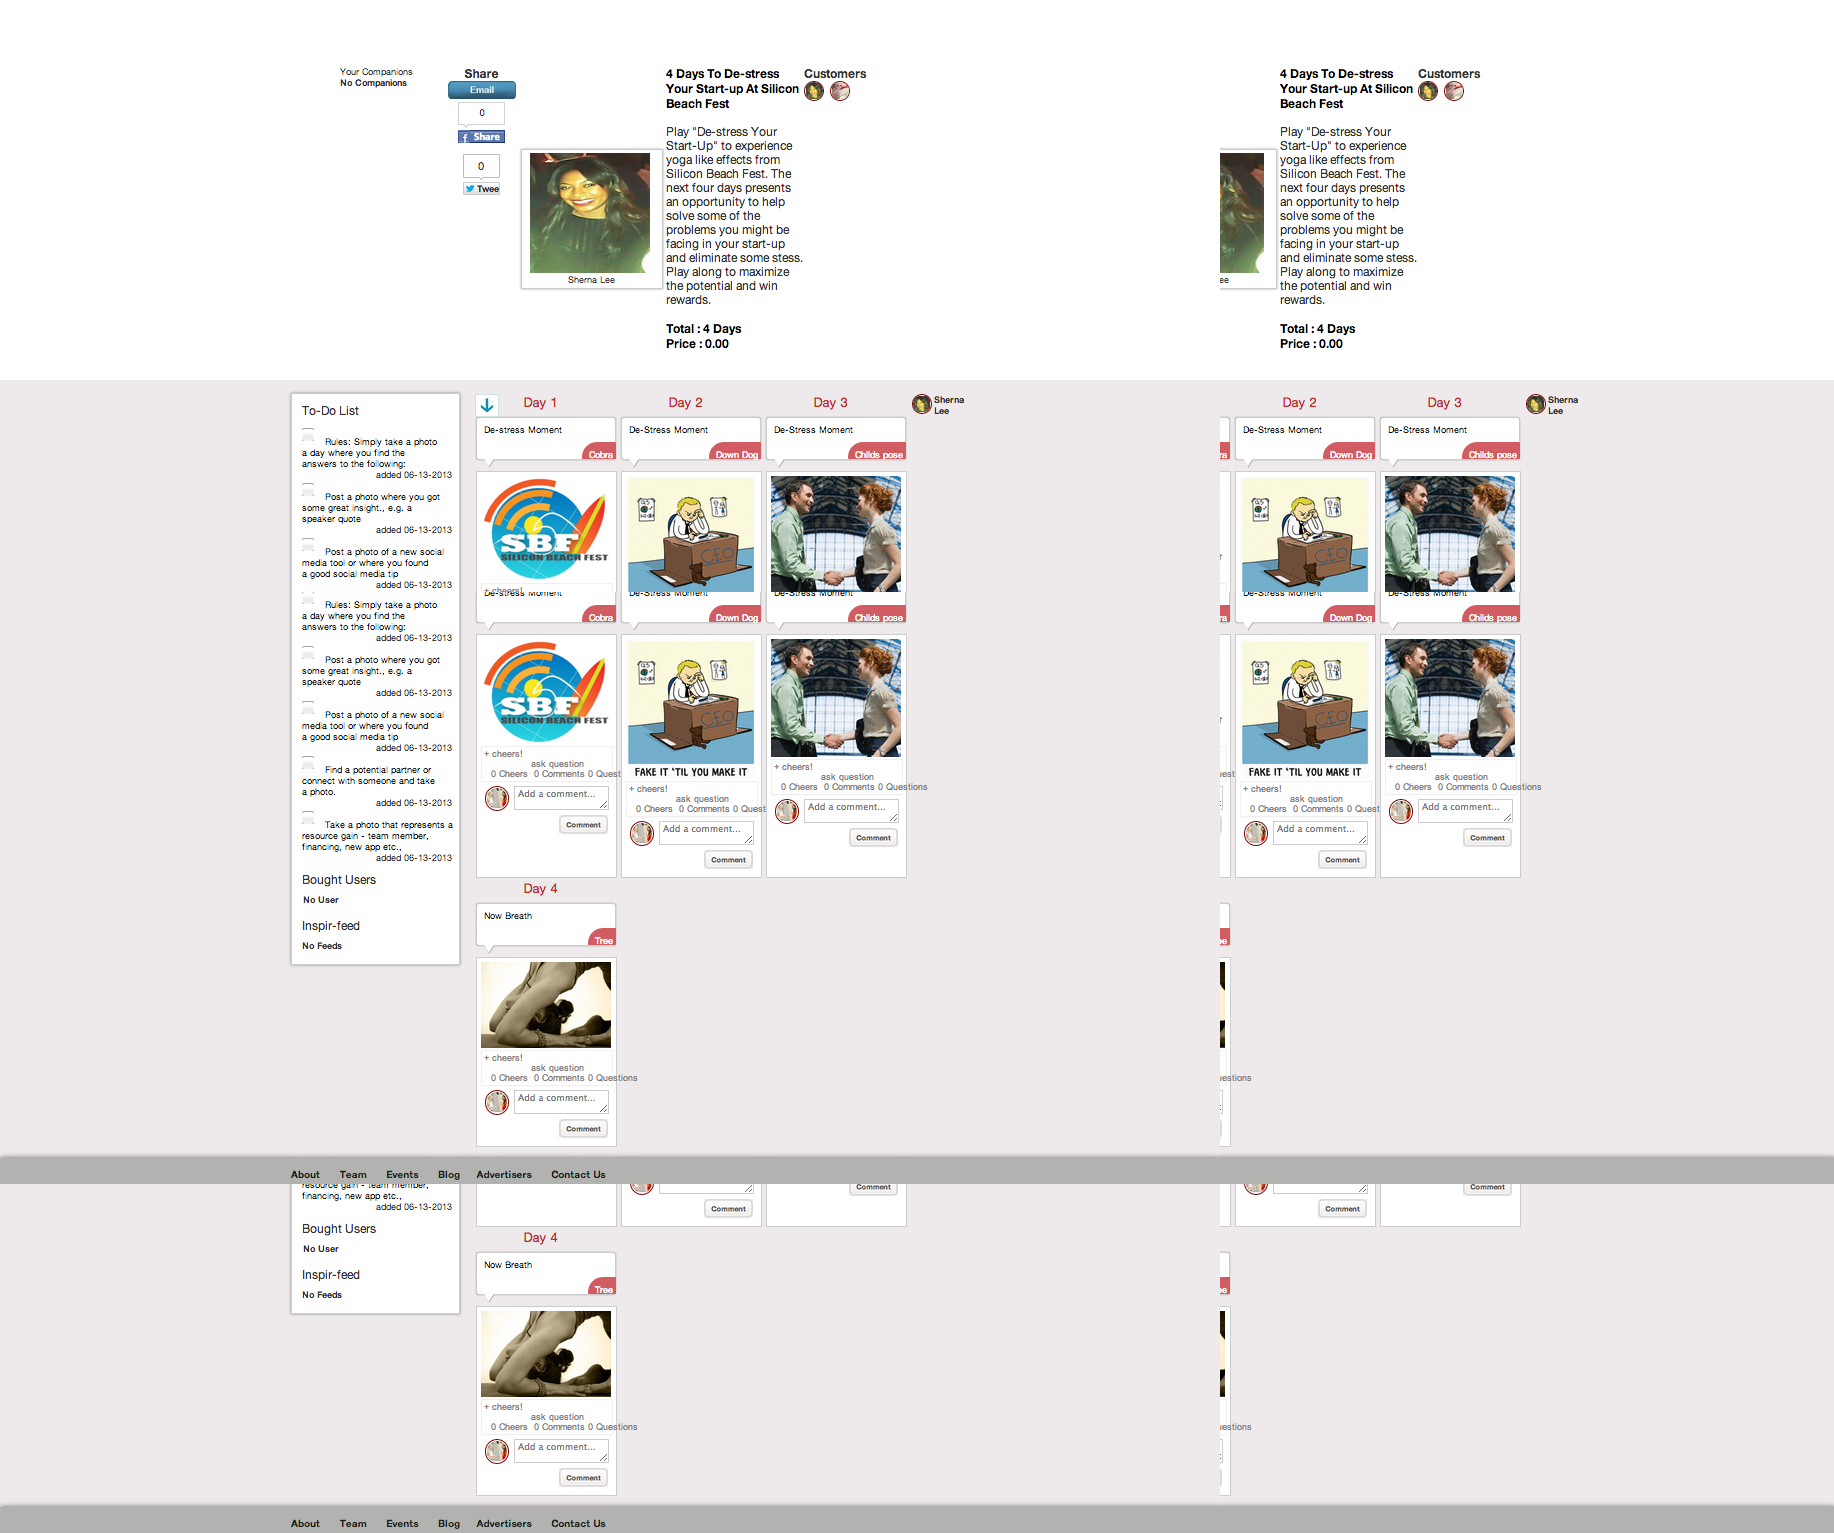 Your Companions
No Companions
Share
Email
0
Share
0
Twee
Sherna Lee
4 Days To De-stress
Your Start-up At Silicon
Beach Fest
Play "De-stress Your
Start-Up" to experience
yoga like effects from
Silicon Beach Fest. The
next four days presents
an opportunity to help
solve some of the
problems you might be
facing in your start-up
and eliminate some stess.
Play along to maximize
the potential and win
rewards.
Total : 4 Days
Price : 0.00
Customers
ee
4 Days To De-stress
Your Start-up At Silicon
Beach Fest
Play "De-stress Your
Start-Up" to experience
yoga like effects from
Silicon Beach Fest. The
next four days presents
an opportunity to help
solve some of the
problems you might be
facing in your start-up
and eliminate some stess.
Play along to maximize
the potential and win
rewards.
Total : 4 Days
Price : 0.00
Customers
To-Do List
Rules: Simply take a photo
a day where you find the
answers to the following:
added 06-13-2013
Post a photo where you got
some great insight., e.g. a
speaker quote
added 06-13-2013
Post a photo of a new social
media tool or where you found
a good social media tip
added 06-13-2013
Rules: Simply take a photo
a day where you find the
answers to the following:
added 06-13-2013
Post a photo where you got
some great insight., e.g. a
speaker quote
added 06-13-2013
Post a photo of a new social
media tool or where you found
a good social media tip
added 06-13-2013
Find a potential partner or
connect with someone and take
a photo.
added 06-13-2013
Take a photo that represents a
resource gain - team member,
financing, new app etc.,
added 06-13-2013
Bought Users
No User
Inspir-feed
No Feeds
Day 1
Day 2
Day 3
Sherna
Lee
Day 2
Day 3
Sherna
Lee
De-stress Moment
Cobra
De-Stress Moment
Down Dog
De-Stress Moment
Childs pose
ra
De-Stress Moment
Down Dog
De-Stress Moment
Childs pose
SBF
SILICON BEACH FEST
CEO
CEO
+ cheers!
De-stress Moment
Cobra
De-Stress Moment
Down Dog
De-Stress Moment
Childs pose
ra
De-Stress Moment
Down Dog
De-Stress Moment
Childs pose
SBF
SILICON BEACH FEST
CEO
FAKE IT 'TIL YOU MAKE IT
CEO
FAKE IT 'TIL YOU MAKE IT
+ cheers!
ask question
0 Cheers 0 Comments 0 Quest
Add a comment...
Comment
+ cheers!
ask question
0 Cheers 0 Comments 0 Quest
Add a comment...
Comment
+ cheers!
ask question
0 Cheers 0 Comments 0 Questions
Add a comment...
Comment
uest
+ cheers!
ask question
0 Cheers 0 Comments 0 Quest
Add a comment...
Comment
+ cheers!
ask question
0 Cheers 0 Comments 0 Questions
Add a comment...
Comment
Day 4
Now Breath
Tree
ee
+ cheers!
ask question
0 Cheers 0 Comments 0 Questions
Add a comment...
Comment
estions
About Team Events Blog Advertisers Contact Us
resource gain - team member,
financing, new app etc.,
added 06-13-2013
Comment
Comment
Comment
Comment
Bought Users
No User
Inspir-feed
No Feeds
Day 4
Now Breath
Tree
ee
+ cheers!
ask question
0 Cheers 0 Comments 0 Questions
Add a comment...
Comment
estions
About Team Events Blog Advertisers Contact Us